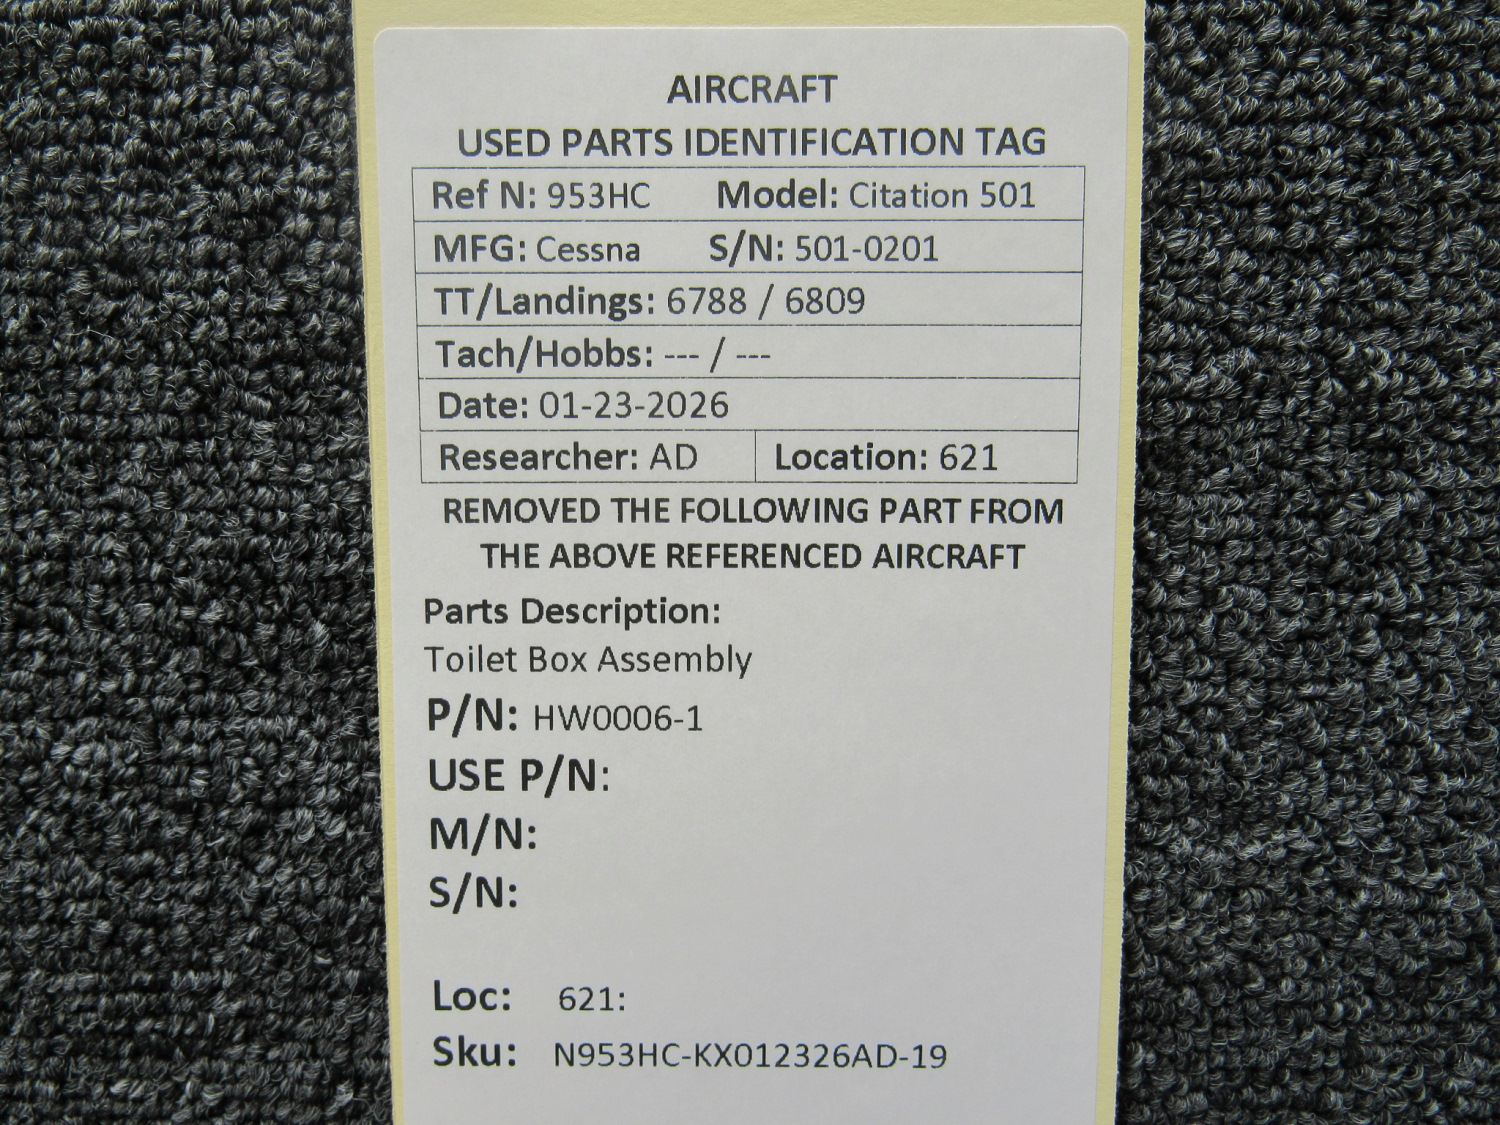 AIRCRAFT
USED PARTS IDENTIFICATION TAG
Ref N: 953HC Model: Citation 501
MFG: Cessna S/N: 501-0201
TT/Landings: 6788 / 6809
Tach/Hobbs: --- / ---
Date: 01-23-2026
Researcher: AD Location: 621
REMOVED THE FOLLOWING PART FROM
THE ABOVE REFERENCED AIRCRAFT
Parts Description:
Toilet Box Assembly
P/N: HW0006-1
USE P/N:
M/N:
S/N:
Loc: 621:
Sku: N953HC-KX012326AD-19